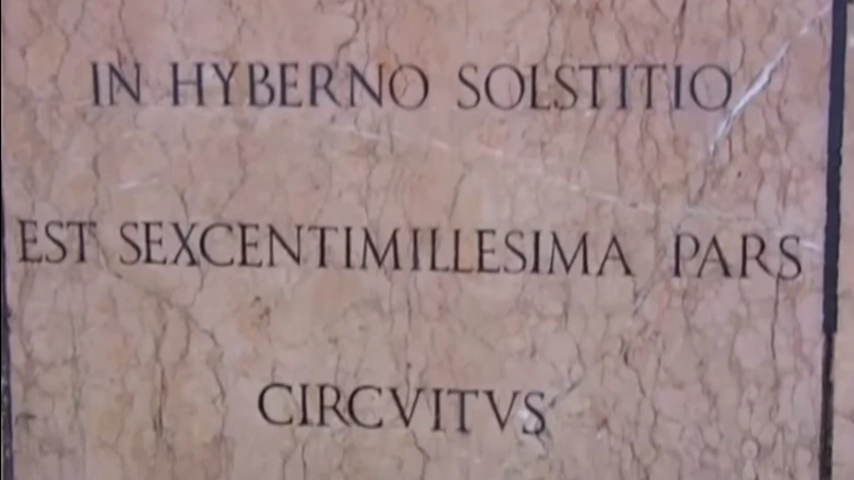 IN HYBERNO SOLSTITIO
EST SEXCENTIMILLESIMA PARS
CIRCVITVS